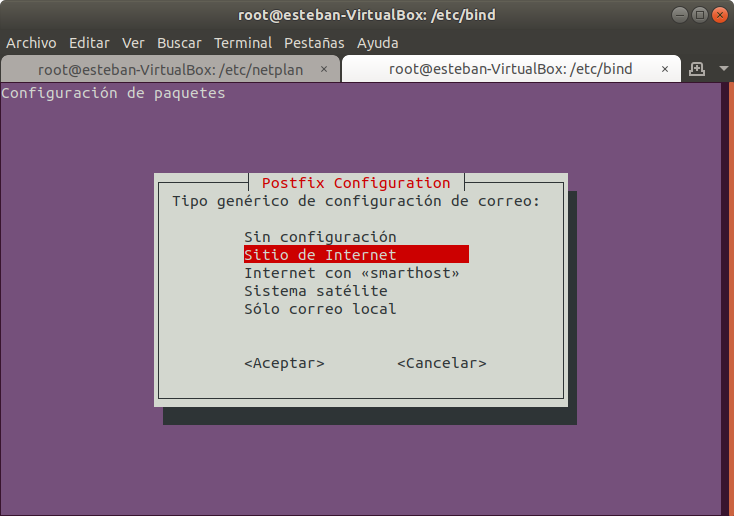 root@esteban-VirtualBox: /etc/bind
Archivo Editar Ver Buscar Terminal Pestañas Ayuda
root@esteban-VirtualBox: /etc/netplan × root@esteban-VirtualBox: /etc/bind ×
Configuración de paquetes
Postfix Configuration
Tipo genérico de configuración de correo:
Sin configuración
Sitio de Internet
Internet con «smarthost»
Sistema satélite
Sólo correo local
<Aceptar> <Cancelar>